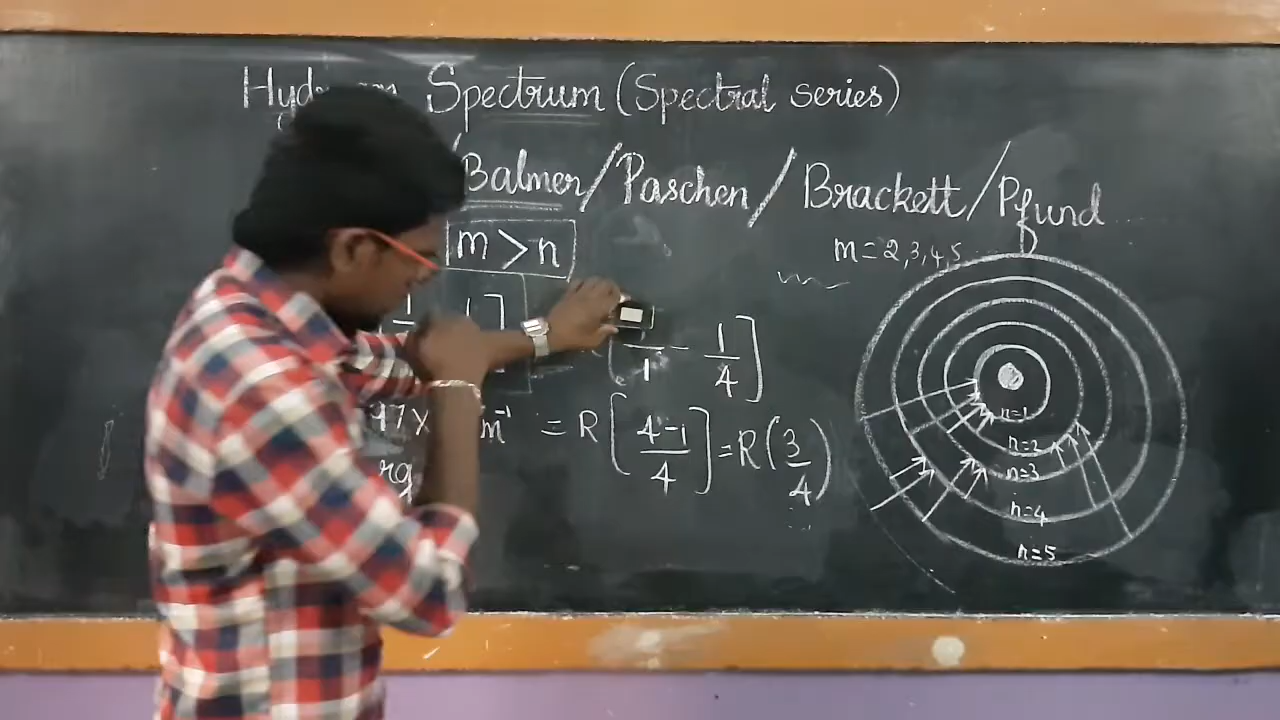 Spectrum (Spectral series)
Balmer/Paschen/Brackett/Pfund
m > n
m = 2,3,4,5
1/4]
m⁻¹ = R[4-1/4] = R(3/4)
n=1
n=2
n=3
n=4
n=5